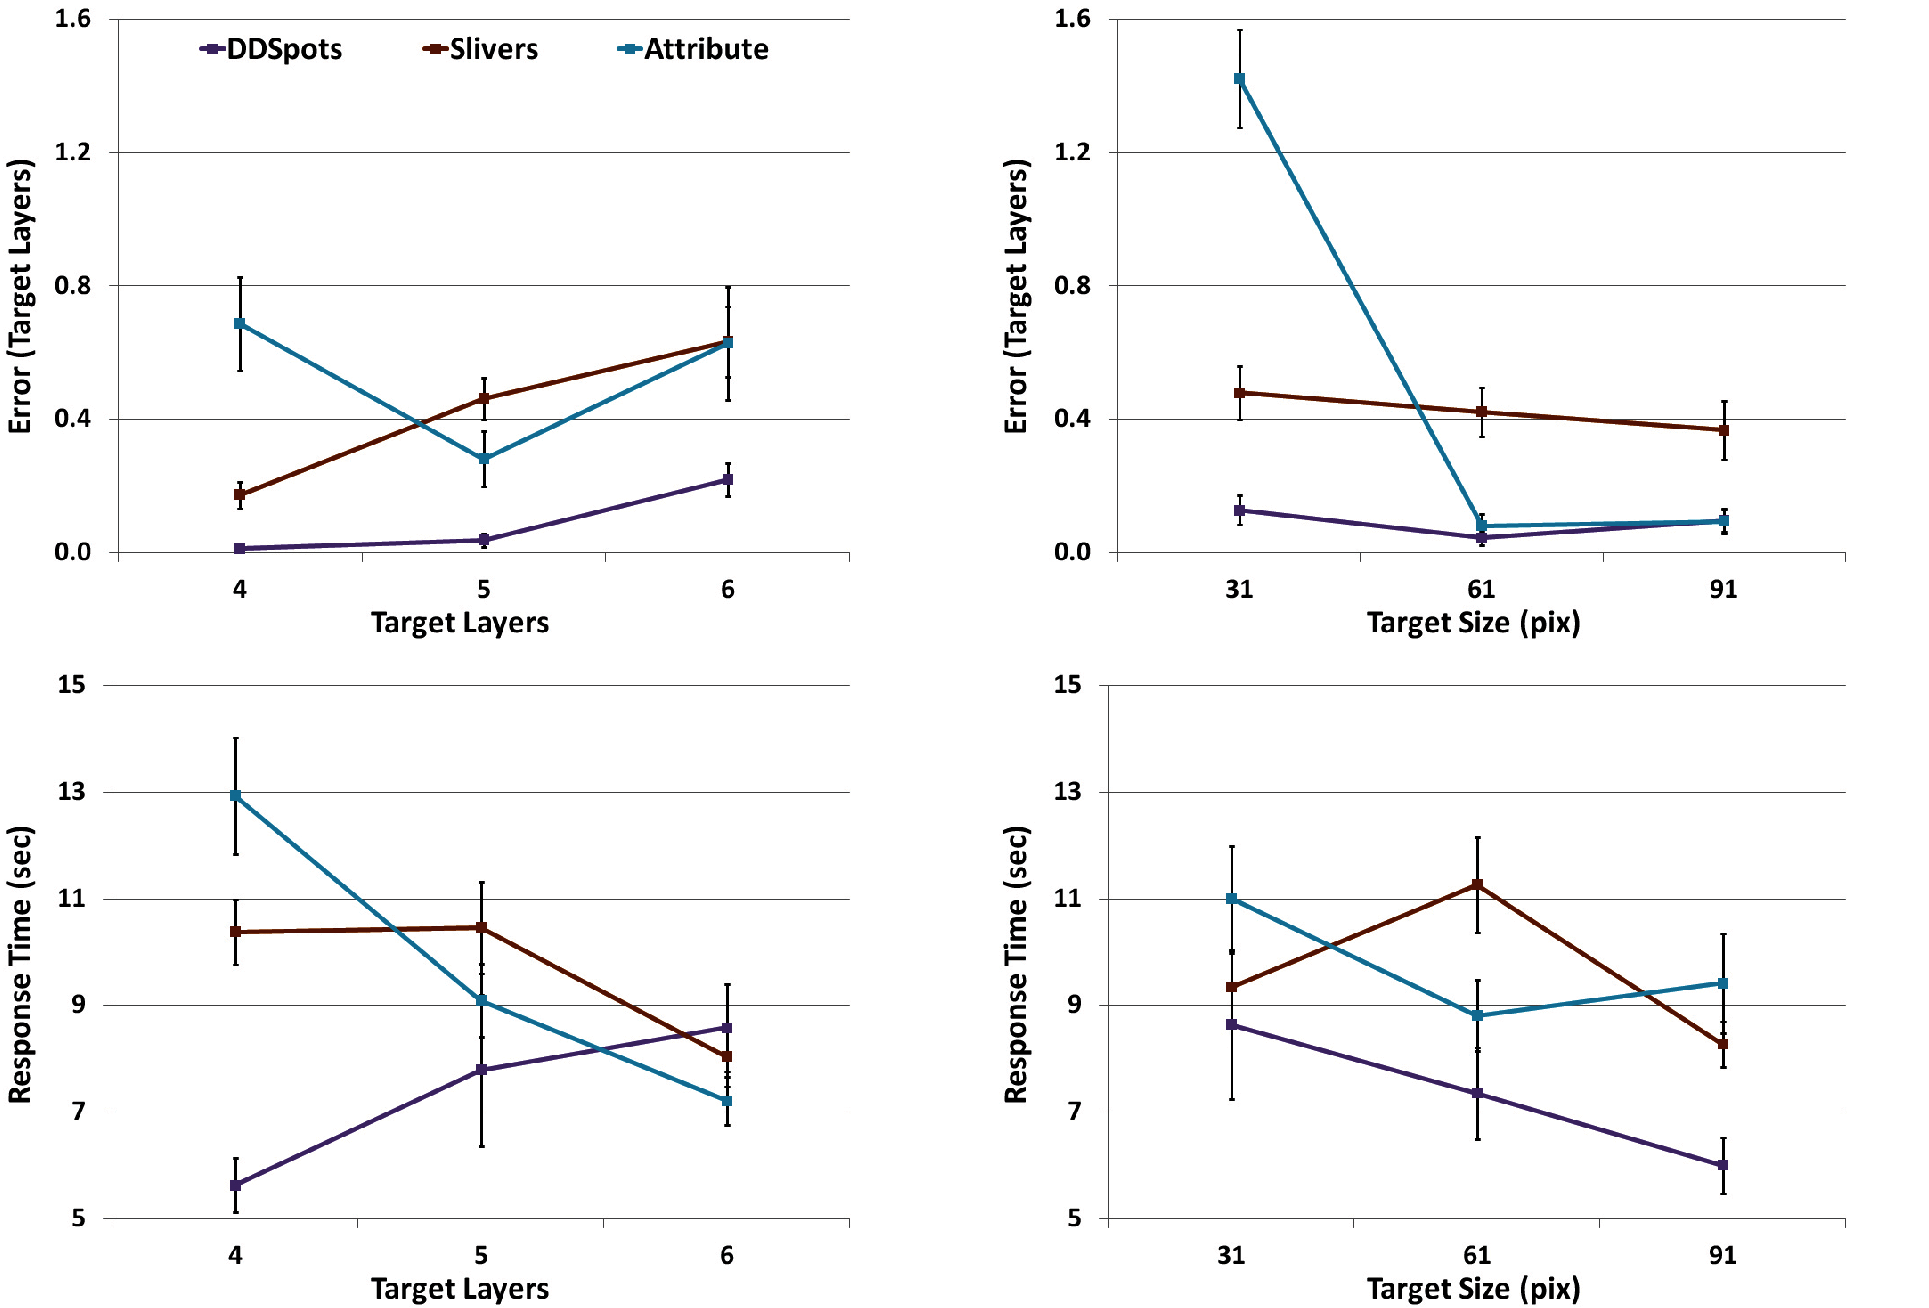 1.6
1.2
0.8
0.4
0.0
Error (Target Layers)
DDSpots Slivers Attribute
4 5 6
Target Layers
1.6
1.2
0.8
0.4
0.0
Error (Target Layers)
31 61 91
Target Size (pix)
15
13
11
9
7
5
Response Time (sec)
4 5 6
Target Layers
15
13
11
9
7
5
Response Time (sec)
31 61 91
Target Size (pix)